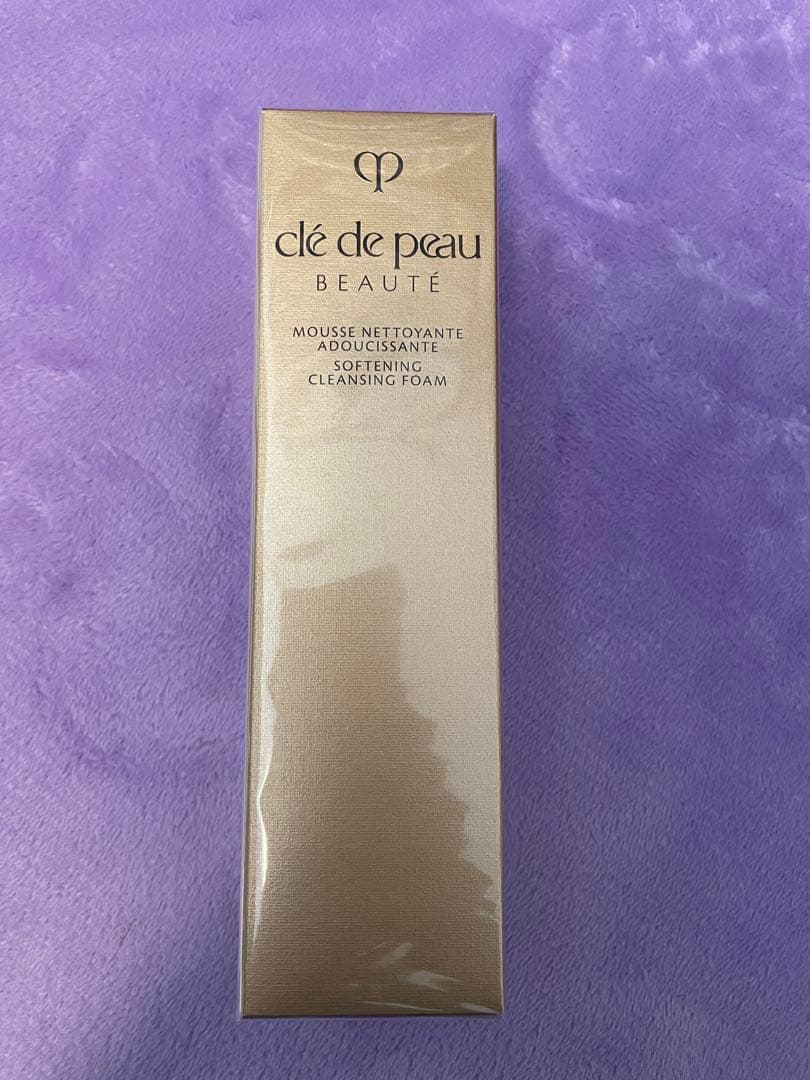 clé de peau
BEAUTÉ
MOUSSE NETTOYANTE
ADOUCISSANTE
SOFTENING
CLEANSING FOAM